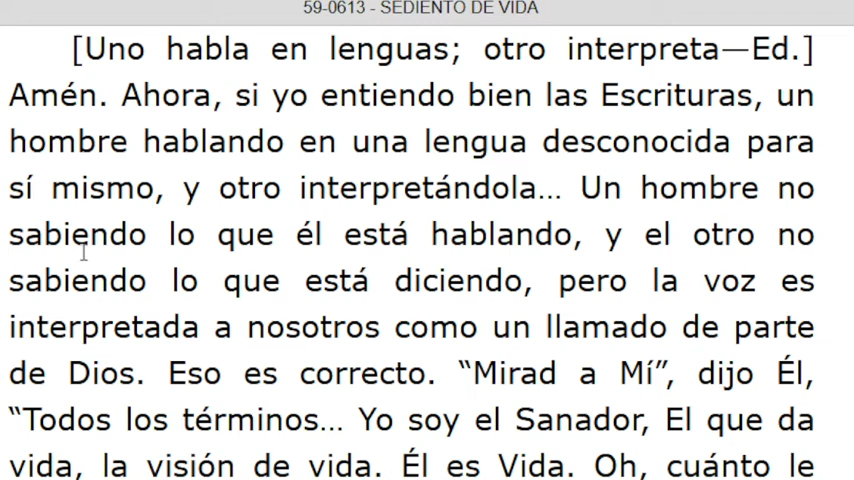 59-0613 - SEDIENTO DE VIDA
[Uno habla en lenguas; otro interpreta—Ed.]
Amén. Ahora, si yo entiendo bien las Escrituras, un
hombre hablando en una lengua desconocida para
sí mismo, y otro interpretándola... Un hombre no
sabiendo lo que él está hablando, y el otro no
sabiendo lo que está diciendo, pero la voz es
interpretada a nosotros como un llamado de parte
de Dios. Eso es correcto. “Mirad a Mí”, dijo Él,
“Todos los términos... Yo soy el Sanador, El que da
vida, la visión de vida. Él es Vida. Oh, cuánto le